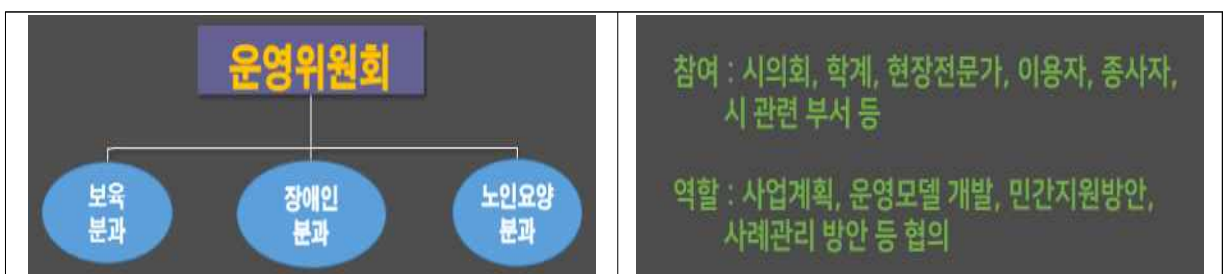 운영위원회
보육
분과
장애인
분과
노인요양
분과
참여 : 시의회, 학계, 현장전문가, 이용자, 종사자,
시 관련 부서 등
역할 : 사업계획, 운영모델 개발, 민간지원방안,
사례관리 방안 등 협의